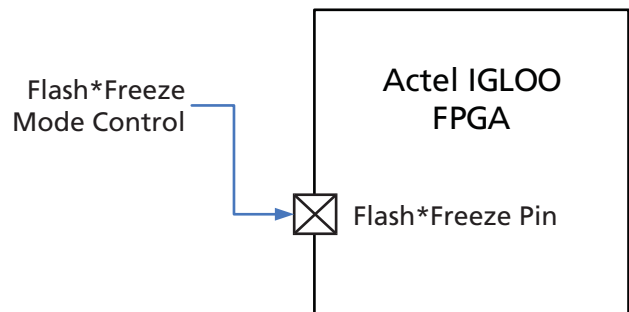 Actel IGLOO
FPGA
Flash*Freeze
Mode Control
Flash*Freeze Pin